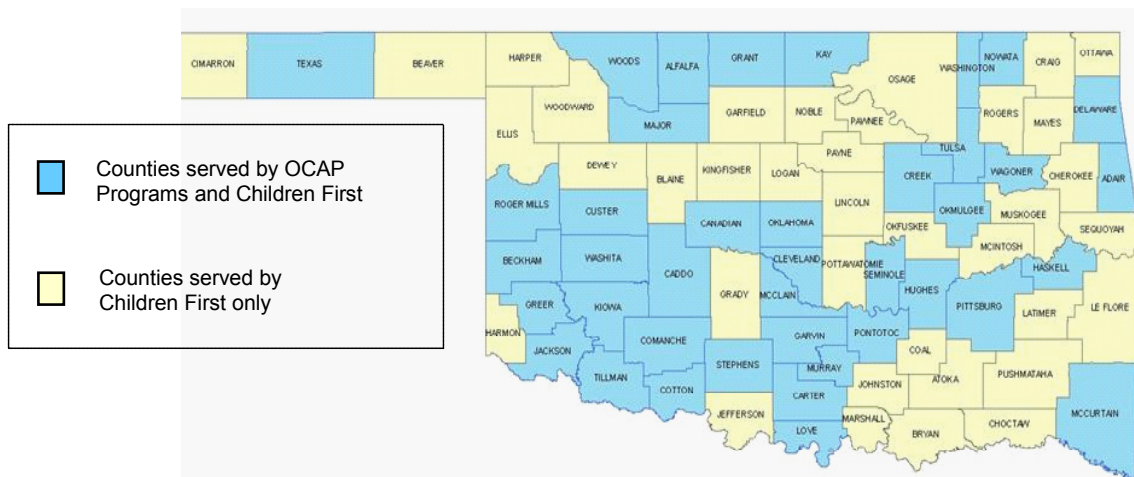 Counties served by OCAP
Programs and Children First
Counties served by
Children First only
CIMARRON
TEXAS
BEAVER
HARPER
WOODS
ALFALFA
GRANT
KAY
OSAGE
WASHINGTON
NOWATA
CRAIG
OTTAWA
ELLIS
WOODWARD
MAJOR
GARFIELD
NOBLE
PAWNEE
ROGERS
MAYES
DELAWARE
DEWEY
BLAINE
KINGFISHER
LOGAN
PAYNE
CREEK
TULSA
WAGONER
CHEROKEE
ADAIR
ROGER MILLS
CUSTER
CANADIAN
OKLAHOMA
LINCOLN
OKFUSKEE
OKMULGEE
MUSKOGEE
SEQUOYAH
BECKHAM
WASHITA
CADDO
GRADY
CLEVELAND
MCCLAIN
POTTAWATOMIE
SEMINOLE
HUGHES
MCINTOSH
HASKELL
PITTSBURG
LATIMER
LE FLORE
HARMON
GREER
KIOWA
JACKSON
COMANCHE
TILLMAN
COTTON
STEPHENS
GARVIN
MURRAY
PONTOTOC
COAL
JEFFERSON
CARTER
LOVE
JOHNSTON
ATOKA
PUSHMATAHA
MARSHALL
BRYAN
CHOCTAW
MCCURTAIN